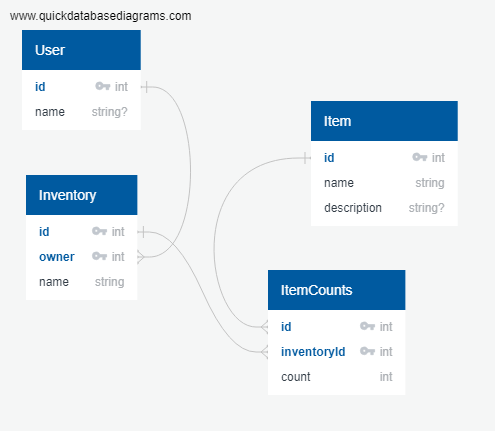 www.quickdatabasediagrams.com
User
id int
name string?
Inventory
id int
owner int
name string
Item
id int
name string
description string?
ItemCounts
id int
inventoryId int
count int